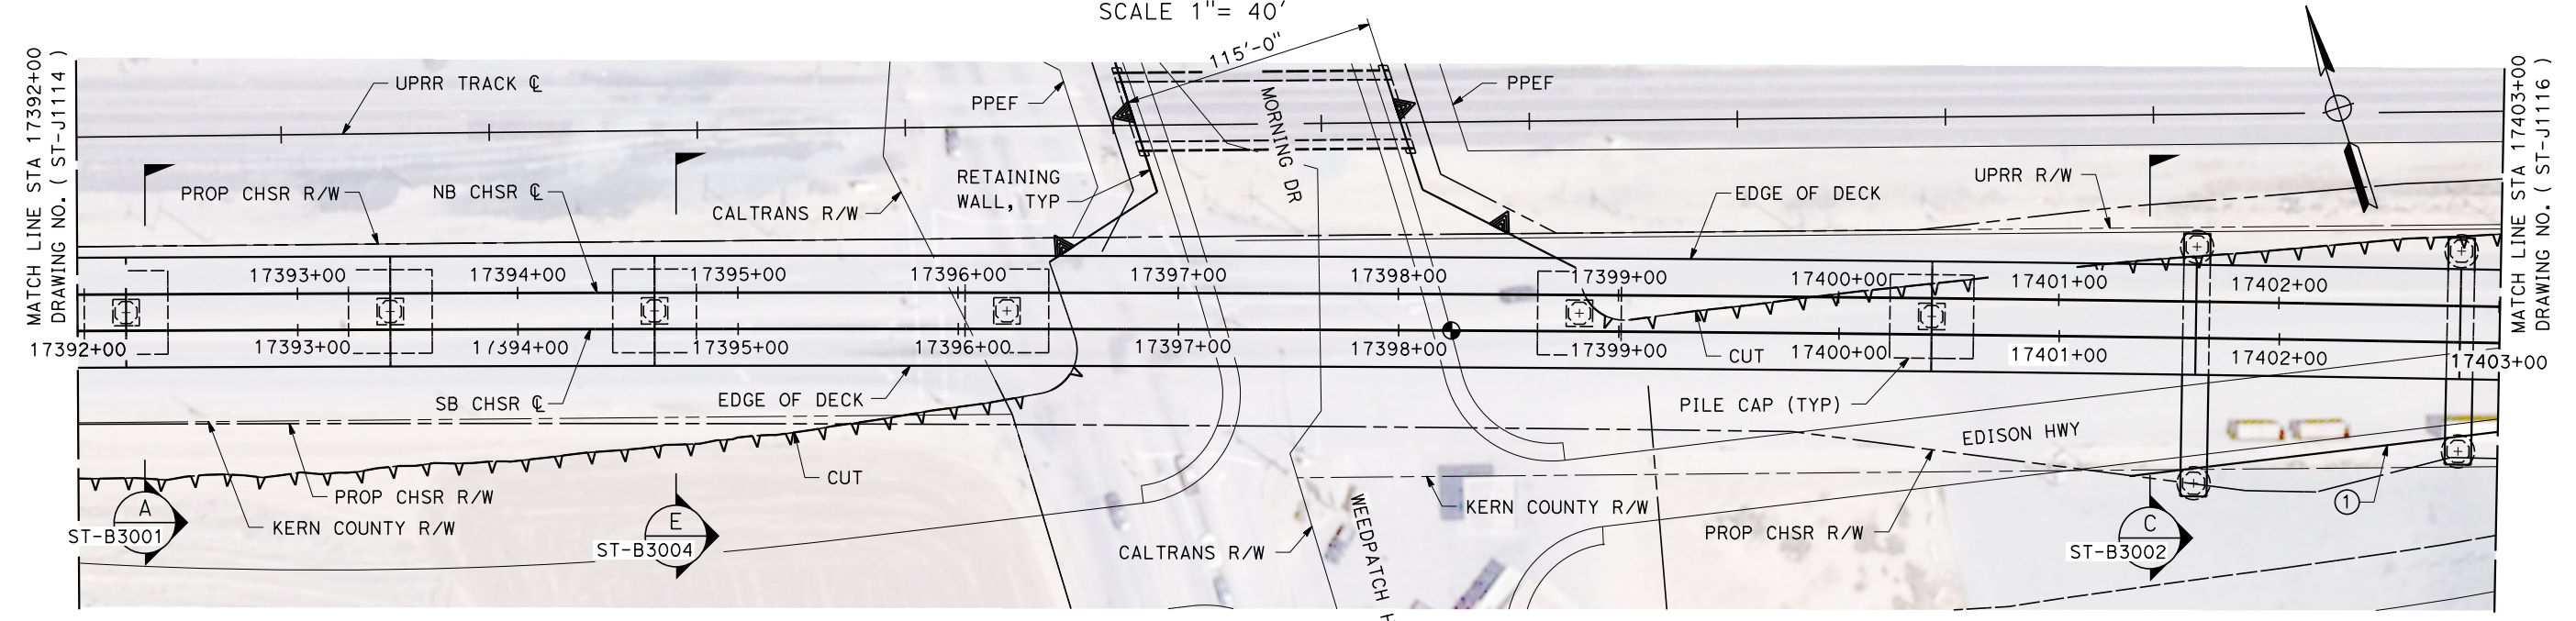 SCALE 1"= 40'
115'-0"
MATCH LINE STA 17392+00
DRAWING NO. ( ST-J1114 )
UPRR TRACK ℄
PPEF
PPEF
MORNING DR
MATCH LINE STA 17403+00
DRAWING NO. ( ST-J1116 )
PROP CHSR R/W
NB CHSR ℄
CALTRANS R/W
RETAINING
WALL, TYP
EDGE OF DECK
UPRR R/W
17393+00
17394+00
17395+00
17396+00
17397+00
17398+00
17399+00
17400+00
17401+00
17402+00
17392+00
17393+00
17394+00
17395+00
17396+00
17397+00
17398+00
17399+00
CUT
17400+00
17401+00
17402+00
17403+00
SB CHSR ℄
EDGE OF DECK
PILE CAP (TYP)
EDISON HWY
CUT
PROP CHSR R/W
KERN COUNTY R/W
A
ST-B3001
E
ST-B3004
CALTRANS R/W
WEEDPATCH
KERN COUNTY R/W
PROP CHSR R/W
C
ST-B3002
1